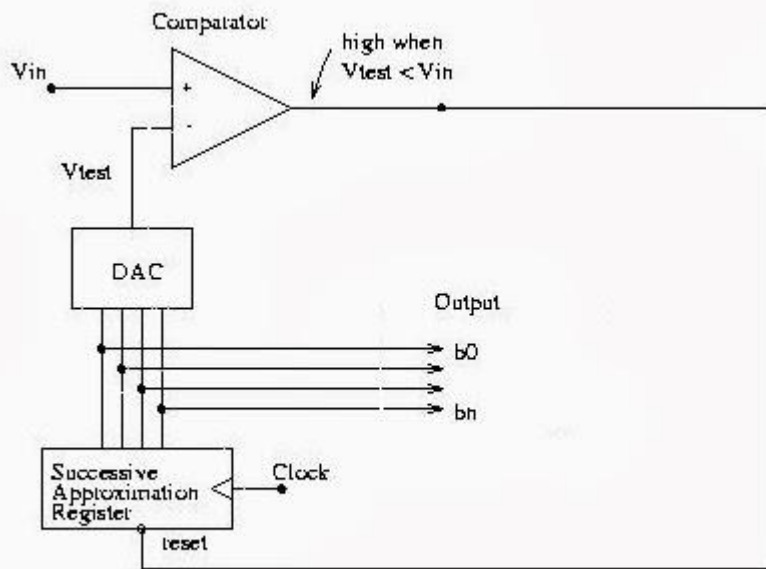 Comparator
high when
Vtest < Vin
Vin
+
-
Vtest
DAC
Output
b0
bn
Successive
Approximation
Register
Clock
reset